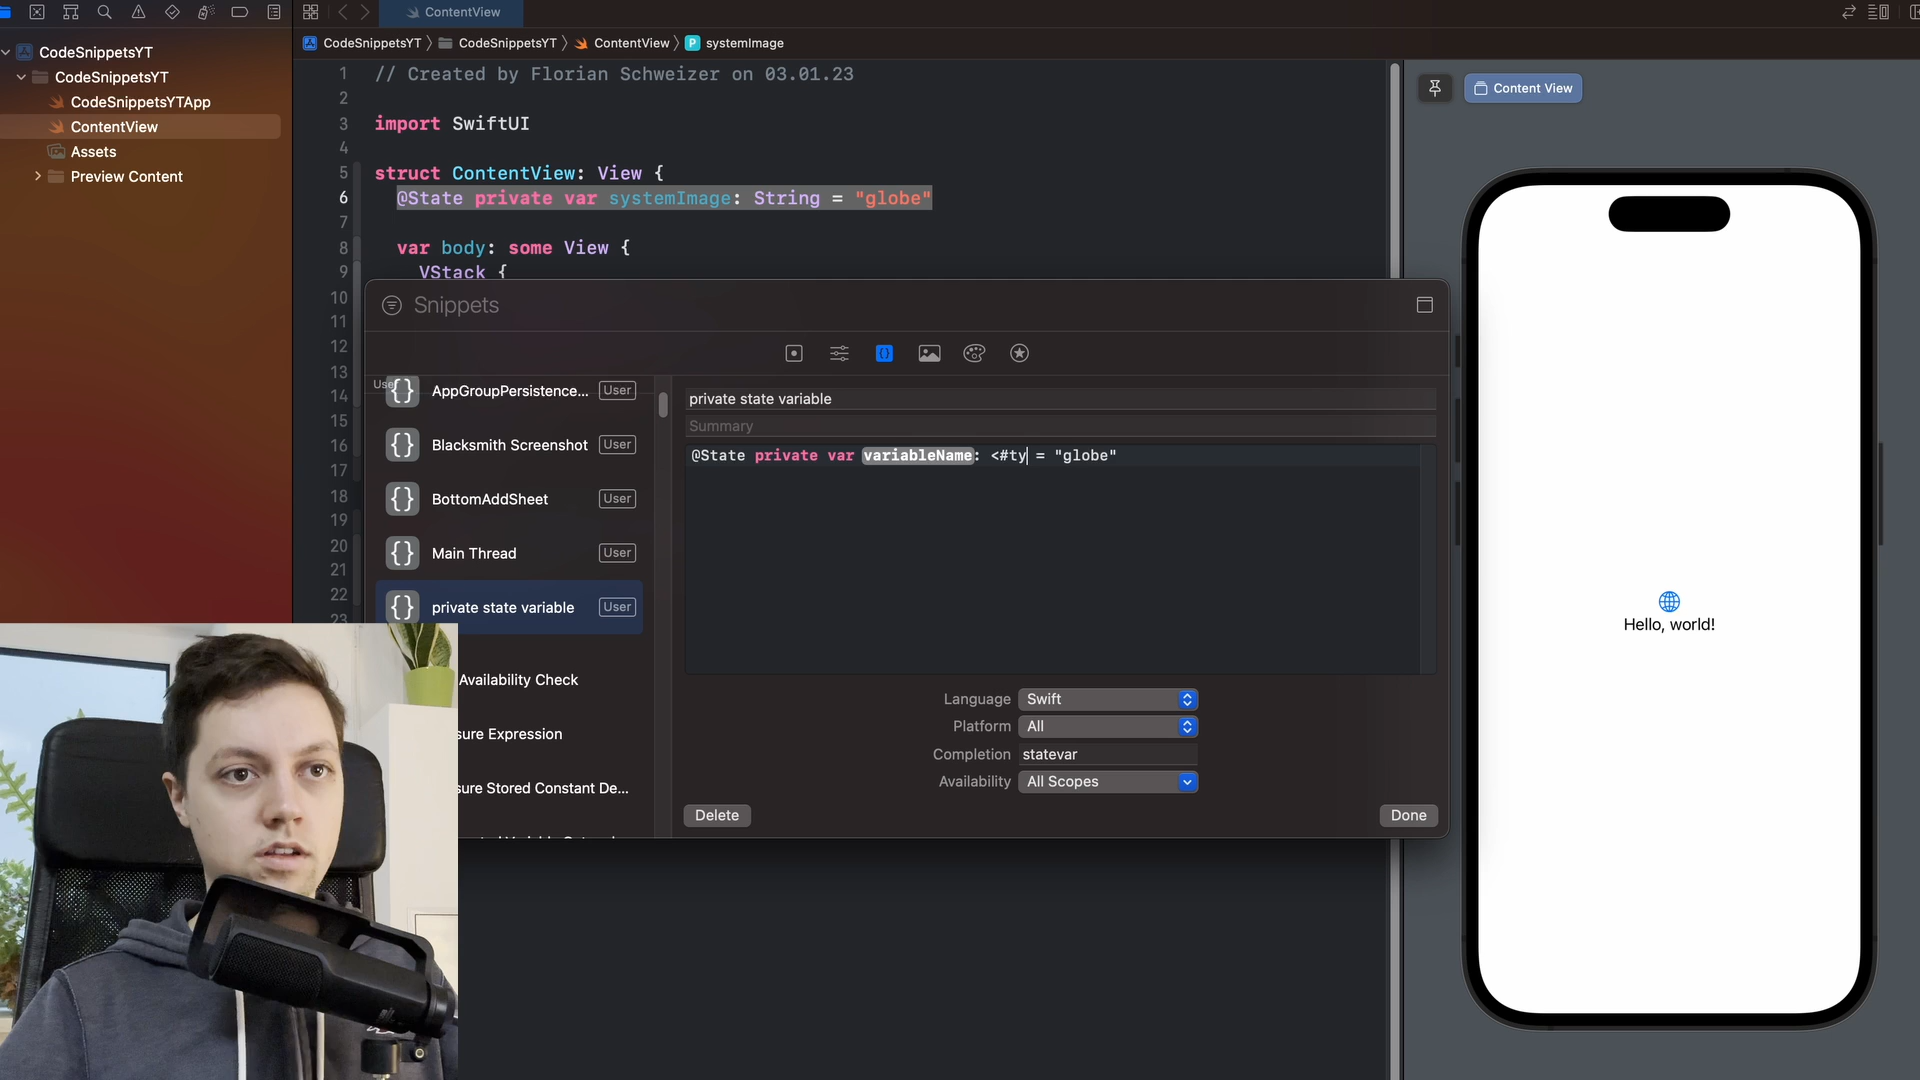 ContentView
CodeSnippetsYT
CodeSnippetsYT
CodeSnippetsYTApp
ContentView
Assets
Preview Content
CodeSnippetsYT CodeSnippetsYT ContentView P systemImage
1 // Created by Florian Schweizer on 03.01.23
2
3 import SwiftUI
4
5 struct ContentView: View {
6 @State private var systemImage: String = "globe"
7
8 var body: some View {
9 VStack {
10
11
12
13
14
15
16
17
18
19
20
21
22
23
Snippets
User
AppGroupPersistence... User
Blacksmith Screenshot User
BottomAddSheet User
Main Thread User
private state variable User
Availability Check
sure Expression
sure Stored Constant De...
private state variable
Summary
@State private var variableName: <#ty = "globe"
Language Swift
Platform All
Completion statevar
Availability All Scopes
Delete
Done
Content View
Hello, world!